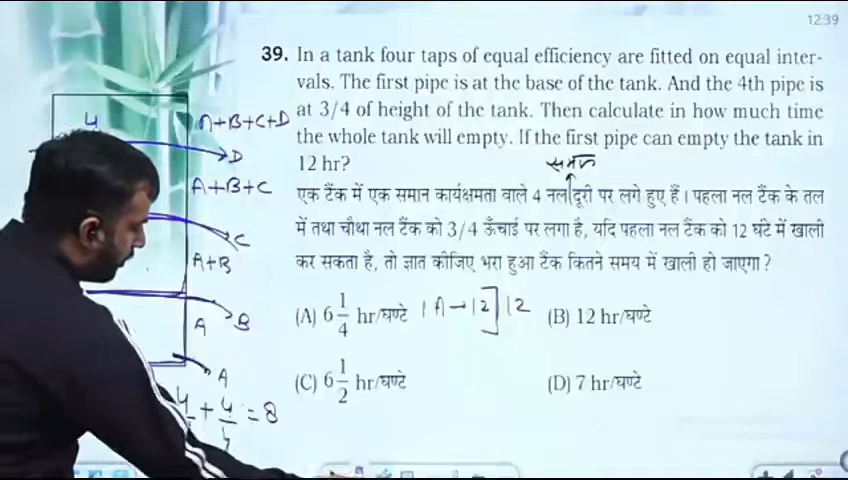 12:39
39. In a tank four taps of equal efficiency are fitted on equal inter-
vals. The first pipe is at the base of the tank. And the 4th pipe is
at 3/4 of height of the tank. Then calculate in how much time
the whole tank will empty. If the first pipe can empty the tank in
12 hr?
समान
एक टैंक में एक समान कार्यक्षमता वाले 4 नल दूरी पर लगे हुए हैं। पहला नल टैंक के तल
में तथा चौथा नल टैंक को 3/4 ऊँचाई पर लगा है, यदि पहला नल टैंक को 12 घंटे में खाली
कर सकता है, तो ज्ञात कीजिए भरा हुआ टैंक कितने समय में खाली हो जाएगा?
(A) 6 1/4 hr/घण्टे
(B) 12 hr/घण्टे
(C) 6 1/2 hr/घण्टे
(D) 7 hr/घण्टे
A → 12] 12
4
A+B+C+D
D
A+B+C
C
A+B
B
A
A
+ 4/4 = 8